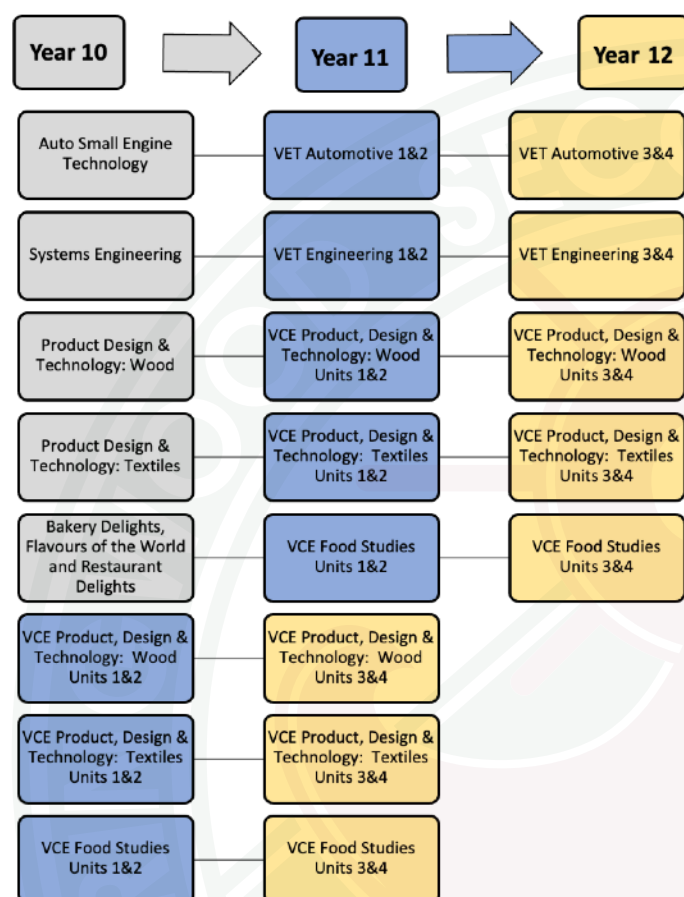 Year 10
Year 11
Year 12
Auto Small Engine
Technology
VET Automotive 1&2
VET Automotive 3&4
Systems Engineering
VET Engineering 1&2
VET Engineering 3&4
Product Design &
Technology: Wood
VCE Product, Design &
Technology: Wood
Units 1&2
VCE Product, Design &
Technology: Wood
Units 3&4
Product Design &
Technology: Textiles
VCE Product, Design &
Technology: Textiles
Units 1&2
VCE Product, Design &
Technology: Textiles
Units 3&4
Bakery Delights,
Flavours of the World
and Restaurant
Delights
VCE Food Studies
Units 1&2
VCE Food Studies
Units 3&4
VCE Product, Design &
Technology: Wood
Units 1&2
VCE Product, Design &
Technology: Wood
Units 3&4
VCE Product, Design &
Technology: Textiles
Units 1&2
VCE Product, Design &
Technology: Textiles
Units 3&4
VCE Food Studies
Units 1&2
VCE Food Studies
Units 3&4